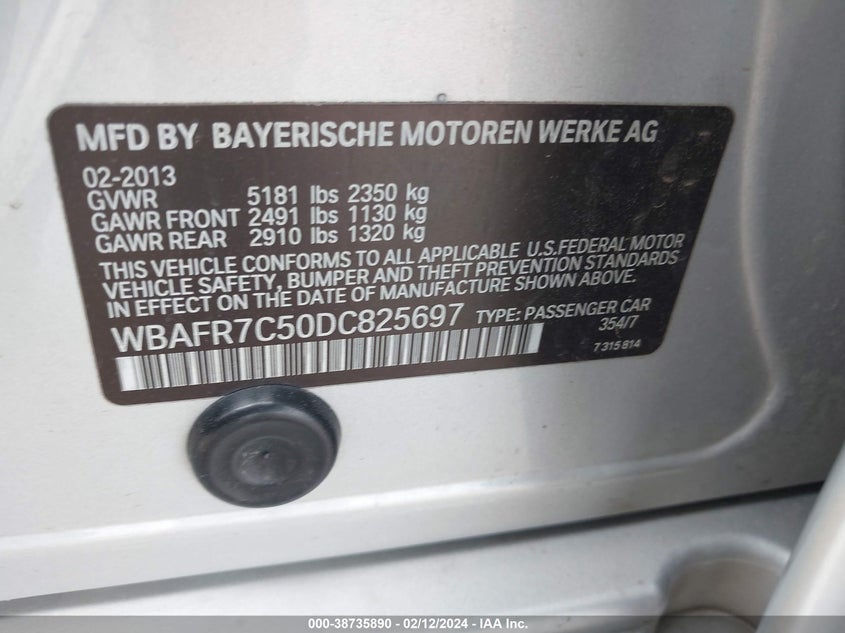 MFD BY BAYERISCHE MOTOREN WERKE AG
02-2013
GVWR 5181 lbs 2350 kg
GAWR FRONT 2491 lbs 1130 kg
GAWR REAR 2910 lbs 1320 kg
THIS VEHICLE CONFORMS TO ALL APPLICABLE U.S.FEDERAL MOTOR
VEHICLE SAFETY, BUMPER AND THEFT PREVENTION STANDARDS
IN EFFECT ON THE DATE OF MANUFACTURE SHOWN ABOVE.
WBAFR7C50DC825697 TYPE: PASSENGER CAR
354/7
7 315 814
000-38735890 - 02/12/2024 - IAA Inc.